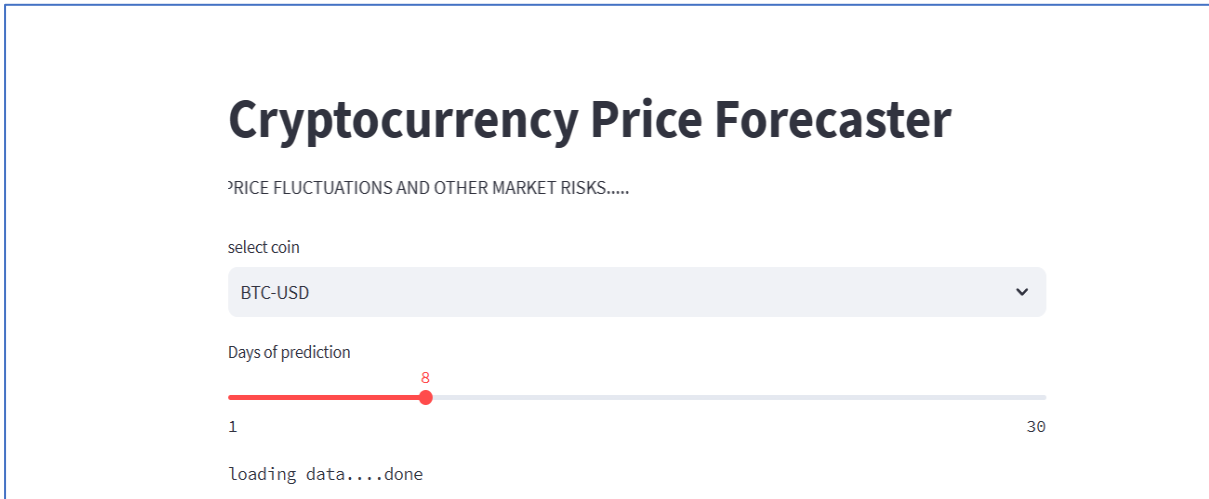 Cryptocurrency Price Forecaster
PRICE FLUCTUATIONS AND OTHER MARKET RISKS.....
select coin
BTC-USD
Days of prediction
8
1 30
loading data....done